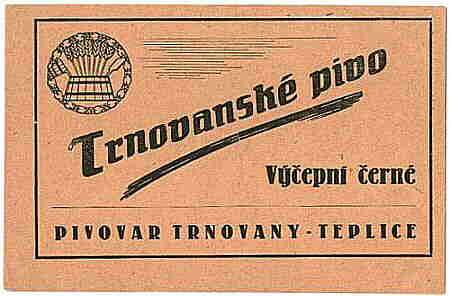 Trnovanské pivo
Výčepní černé
PIVOVAR TRNOVANY-TEPLICE